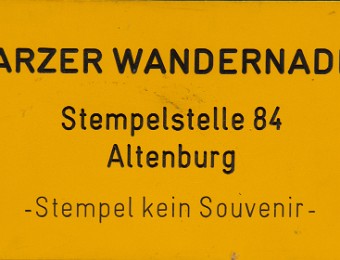 ARZER WANDERNAD
Stempelstelle 84
Altenburg
-Stempel kein Souvenir-